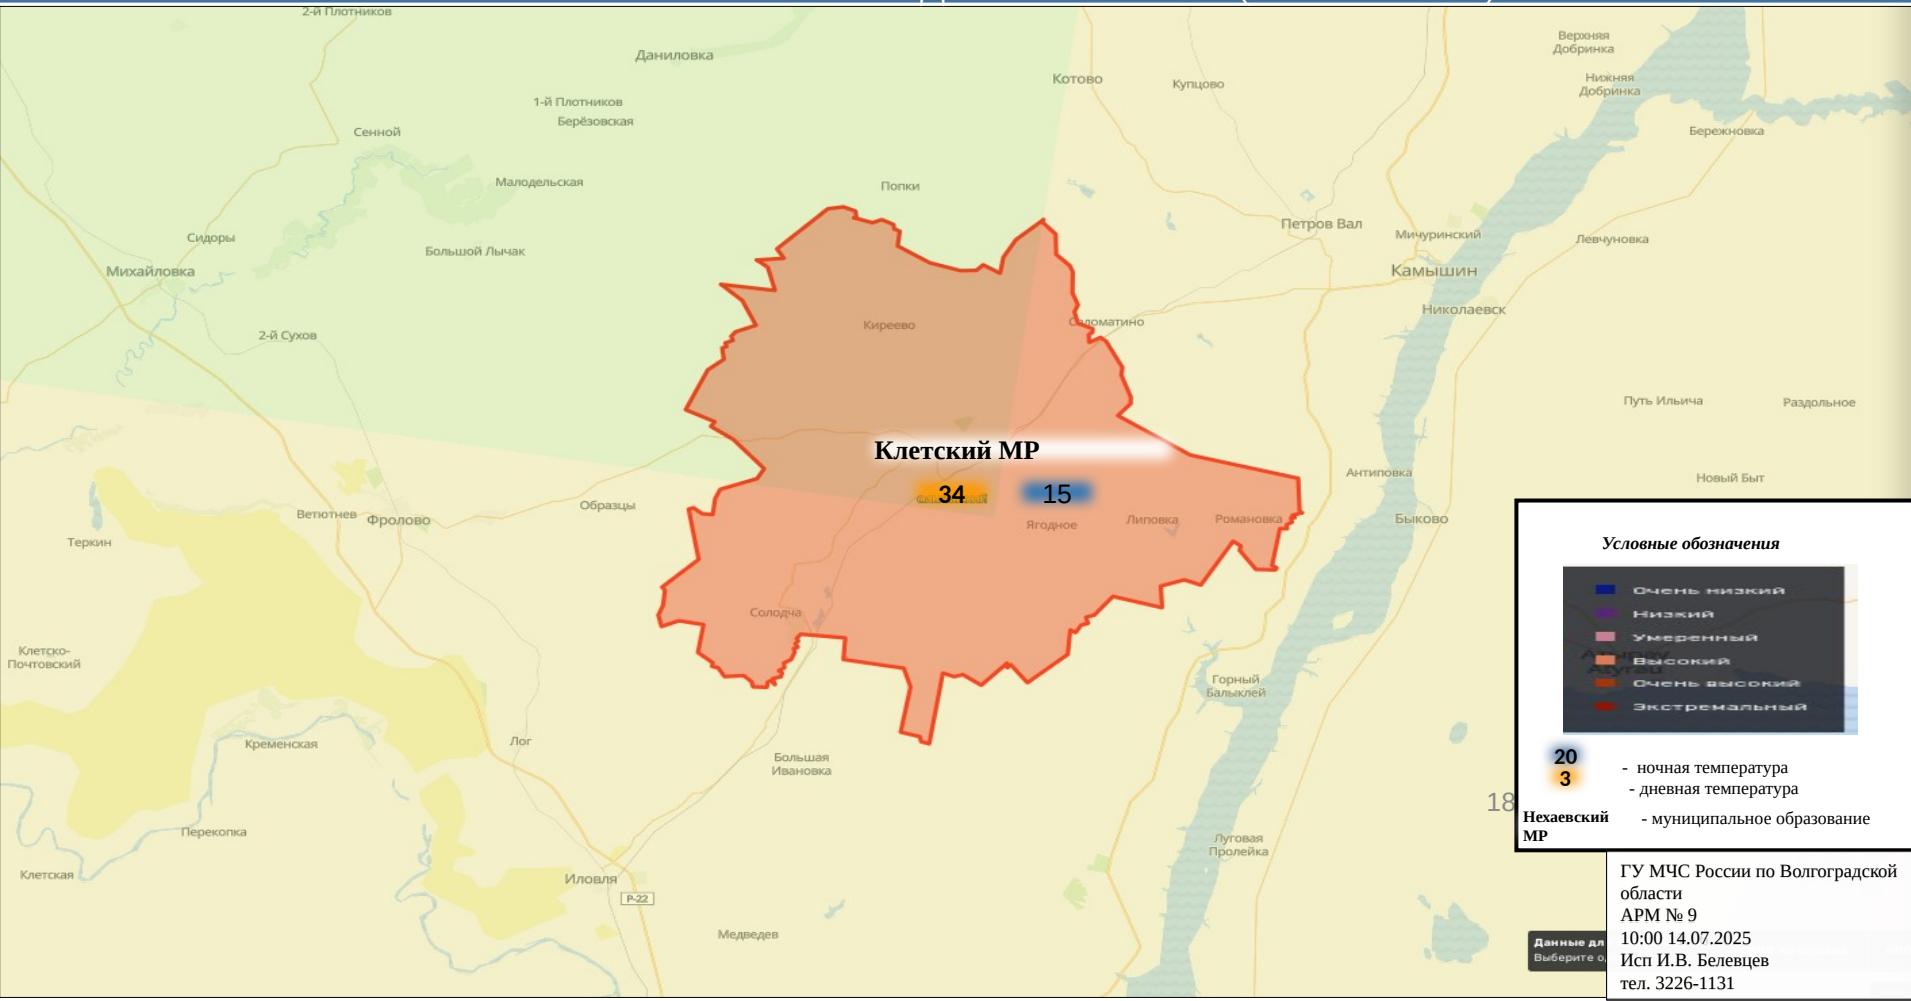 2-й Плотников
Даниловка
Котово
Купцово
Верхняя
Добринка
Нижняя
Добринка
1-й Плотников
Берёзовская
Сенной
Бережновка
Малодельская
Попки
Петров Вал
Мичуринский
Левчуновка
Сидоры
Большой Лычак
Михайловка
Камышин
Николаевск
Киреево
Соломатино
2-й Сухов
Путь Ильича
Раздольное
Клетский МР
34
15
Антиповка
Новый Быт
Образцы
Ветютнев
Фролово
Ягодное
Липовка
Романовка
Быково
Теркин
Солодча
Клетско-
Почтовский
Горный
Балыклей
Кременская
Лог
Большая
Ивановка
Перекопка
Луговая
Пролейка
Клетская
Иловля
Р-22
Медведев
18
Условные обозначения
Очень низкий
Низкий
Умеренный
Высокий
Очень высокий
Экстремальный
20
3
- ночная температура
- дневная температура
Нехаевский
МР
- муниципальное образование
Данные дл
Выберите о
ГУ МЧС России по Волгоградской
области
АРМ № 9
10:00 14.07.2025
Исп И.В. Белевцев
тел. 3226-1131